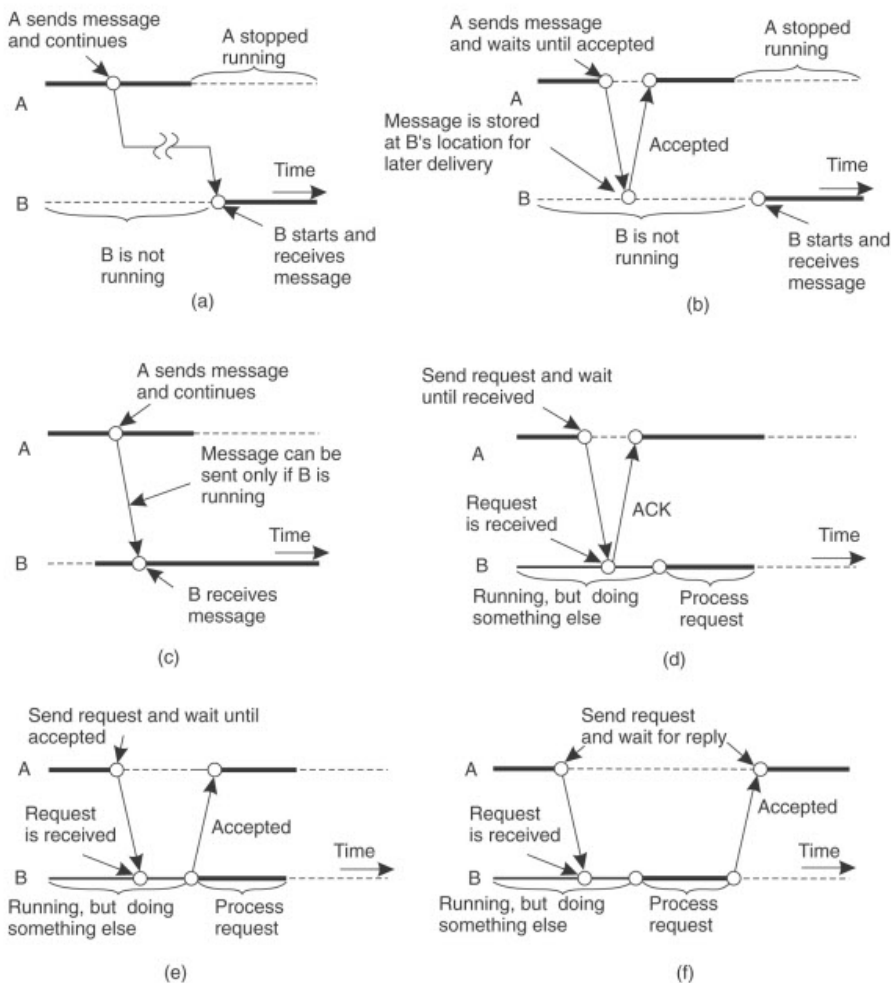 A sends message
and continues
A stopped
running
A
Time
B
B is not
running
B starts and
receives
message
(a)
A sends message
and waits until accepted
A stopped
running
A
Message is stored
at B's location for
later delivery
Accepted
Time
B
B is not
running
B starts and
receives
message
(b)
A sends message
and continues
A
Message can be
sent only if B is
running
Time
B
B receives
message
(c)
Send request and wait
until received
A
Request
is received
ACK
Time
B
Running, but doing
something else
Process
request
(d)
Send request and wait until
accepted
A
Request
is received
Accepted
Time
B
Running, but doing
something else
Process
request
(e)
Send request
and wait for reply
A
Request
is received
Accepted
Time
B
Running, but doing
something else
Process
request
(f)